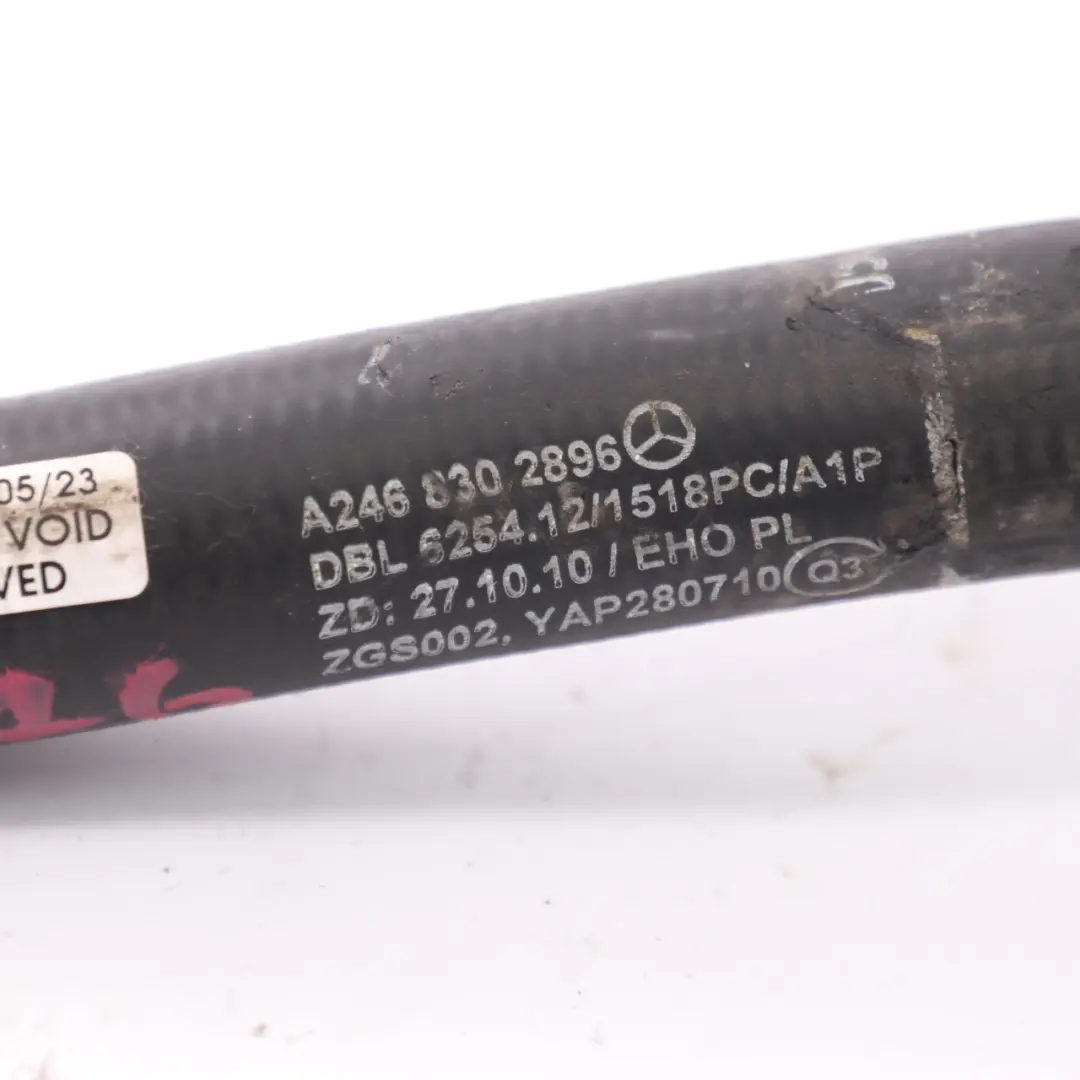 05/23
VOID
VED
A246 830 2896
DBL 6254.12/1518PC/A1P
ZD: 27.10.10 / EHO PL
ZGS002, YAP280710 Q3